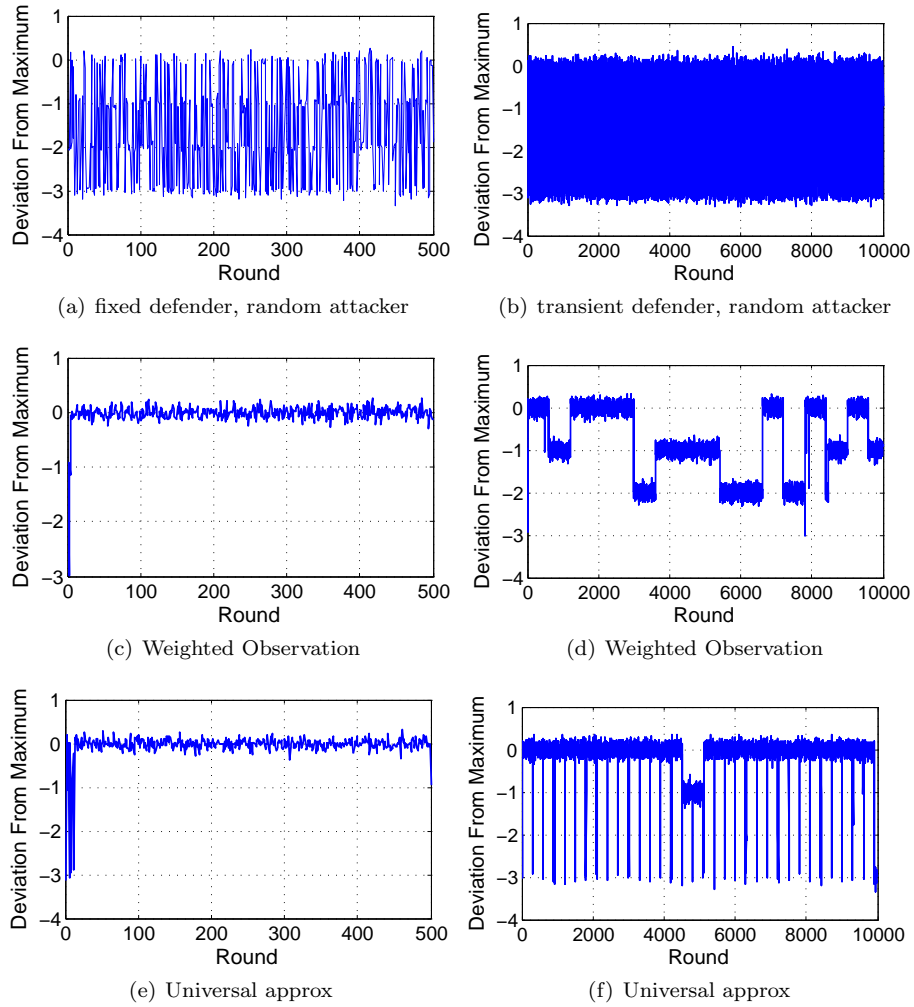 1
0
−1
−2
−3
−4
0 100 200 300 400 500
Deviation From Maximum
Round
(a) fixed defender, random attacker
1
0
−1
−2
−3
−4
0 2000 4000 6000 8000 10000
Deviation From Maximum
Round
(b) transient defender, random attacker
1
0
−1
−2
−3
0 100 200 300 400 500
Deviation From Maximum
Round
(c) Weighted Observation
1
0
−1
−2
−3
−4
0 2000 4000 6000 8000 10000
Deviation From Maximum
Round
(d) Weighted Observation
1
0
−1
−2
−3
−4
0 100 200 300 400 500
Deviation From Maximum
Round
(e) Universal approx
1
0
−1
−2
−3
−4
0 2000 4000 6000 8000 10000
Deviation From Maximum
Round
(f) Universal approx